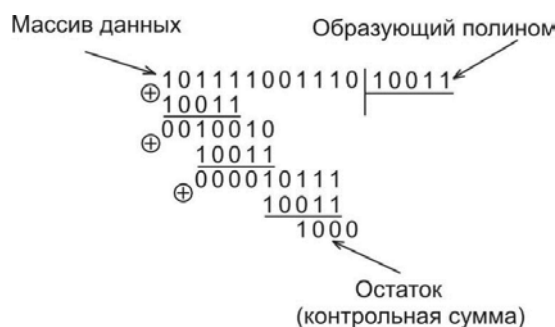 Массив данных
Образующий полином
101111001110 10011
⊕ 10011
0010010
⊕ 10011
000010111
⊕ 10011
1000
Остаток
(контрольная сумма)